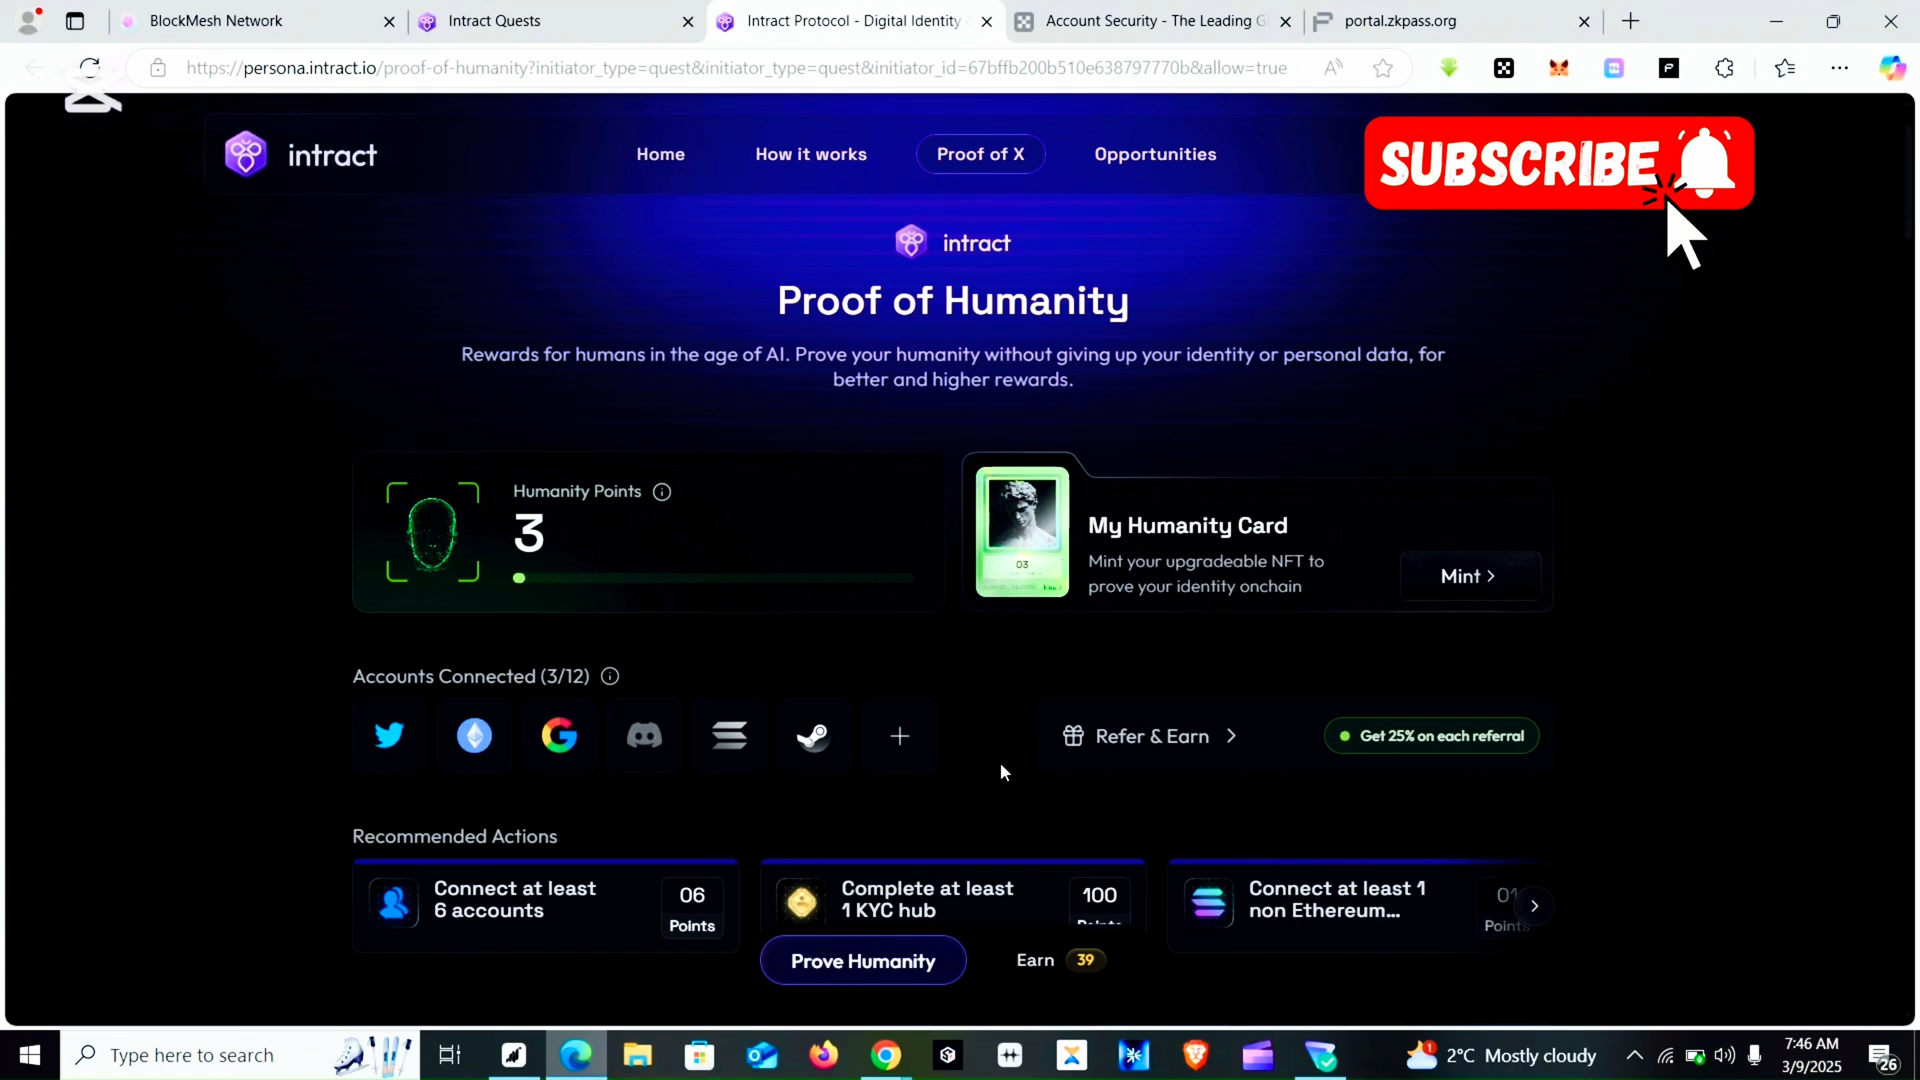 BlockMesh Network
Intract Quests
Intract Protocol - Digital Identity
Account Security - The Leading
portal.zkpass.org
https://persona.intract.io/proof-of-humanity?initiator_type=quest&initiator_type=quest&initiator_id=67bffb200b510e638797770b&allow=true
intract
Home
How it works
Proof of X
Opportunities
SUBSCRIBE
intract
Proof of Humanity
Rewards for humans in the age of AI. Prove your humanity without giving up your identity or personal data, for
better and higher rewards.
Humanity Points
3
03
My Humanity Card
Mint your upgradeable NFT to
prove your identity onchain
Mint >
Accounts Connected (3/12)
Refer & Earn >
Get 25% on each referral
Recommended Actions
Connect at least
6 accounts
06
Points
Complete at least
1 KYC hub
100
Points
Connect at least 1
non Ethereum...
01
Points
Prove Humanity
Earn 39
Type here to search
1
2°C Mostly cloudy
7:46 AM
3/9/2025
26